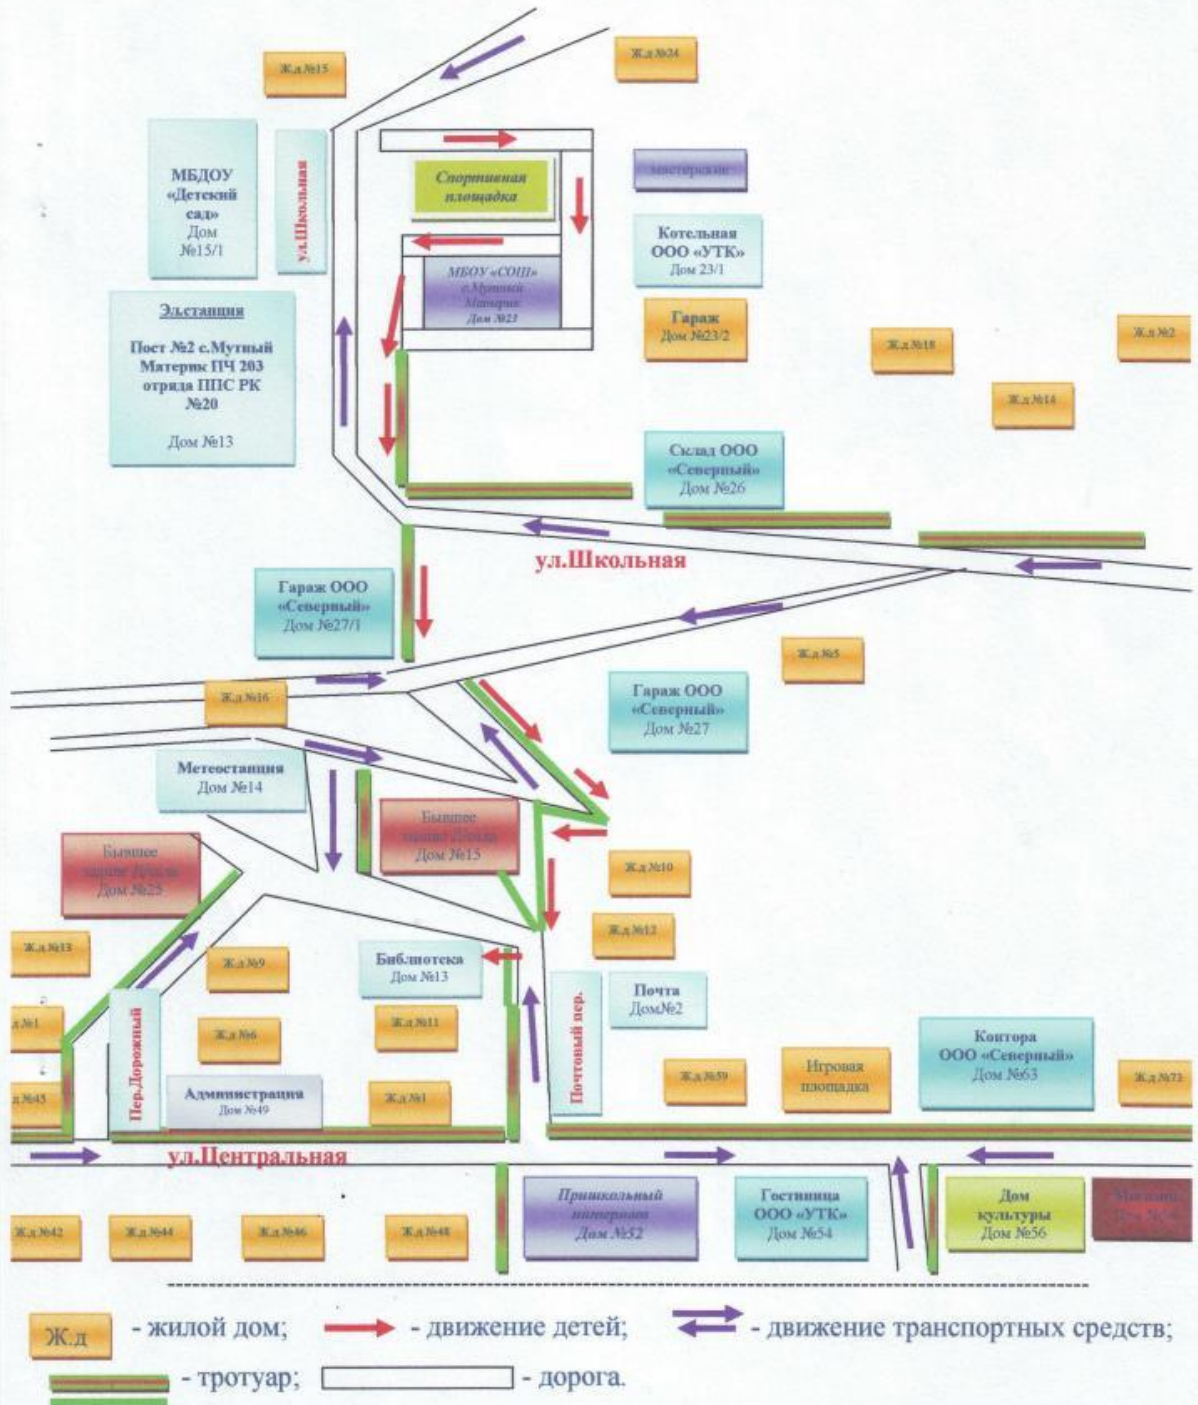 Ж.д №15
Ж.д №24
МБДОУ
«Детский
сад»
Дом
№15/1
ул.Школьная
Спортивная
площадка
мастерские
Котельная
ООО «УТК»
Дом 23/1
МБОУ «СОШ»
с.Мутный
Материк
Дом №23
Гараж
Дом №23/2
Эл.станция
Пост №2 с.Мутный
Материк ПЧ 203
отряда ППС РК
№20
Дом №13
Ж.д №18
Ж.д №2
Ж.д №14
Склад ООО
«Северный»
Дом №26
ул.Школьная
Гараж ООО
«Северный»
Дом №27/1
Ж.д №5
Ж.д №16
Гараж ООО
«Северный»
Дом №27
Метеостанция
Дом №14
Бывшее
Дом №15
Бывшее
Дом №25
Ж.д №10
Ж.д №12
Ж.д №13
Ж.д №9
Библиотека
Дом №13
Почтовый пер.
Почта
Дом№2
д №1
Пер.Дорожный
Ж.д №6
Ж.д №11
Контора
ООО «Северный»
Дом №63
Ж.д №59
Игровая
площадка
Ж.д №73
д №45
Администрация
Дом №49
Ж.д №1
ул.Центральная
Ж.д №42
Ж.д №44
Ж.д №46
Ж.д №48
Пришкольный
интернат
Дом №52
Гостиница
ООО «УТК»
Дом №54
Дом
культуры
Дом №56
Магазин
Ж.д - жилой дом; - движение детей; - движение транспортных средств;
- тротуар; - дорога.